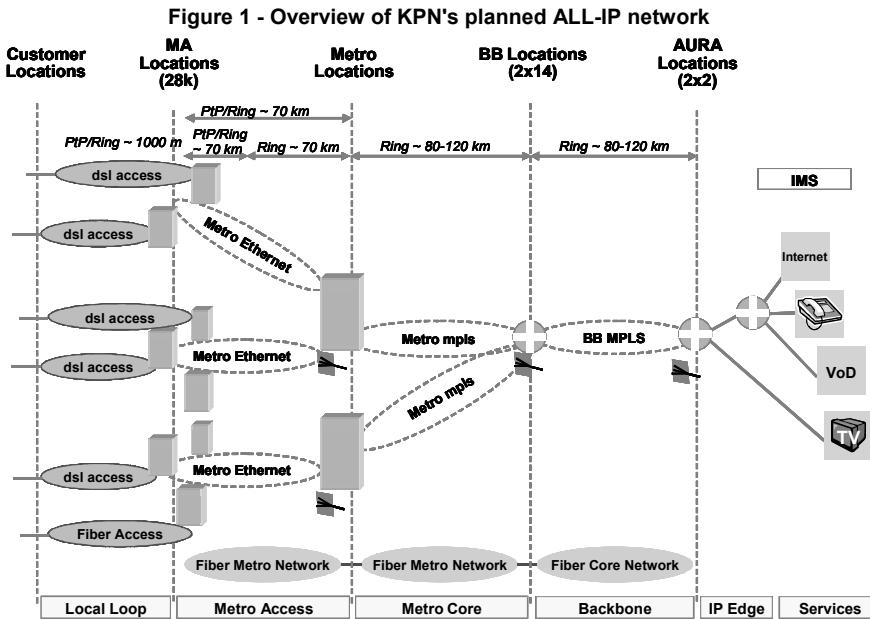 Figure 1 - Overview of KPN's planned ALL-IP network
Customer
Locations
MA
Locations
(28k)
Metro
Locations
BB Locations
(2x14)
AURA
Locations
(2x2)
PtP/Ring ~ 70 km
PtP/Ring ~ 1000 m
PtP/Ring
~ 70 km
Ring ~ 70 km
Ring ~ 80-120 km
Ring ~ 80-120 km
dsl access
IMS
dsl access
Metro Ethernet
Internet
dsl access
Metro mpls
BB MPLS
dsl access
Metro Ethernet
VoD
Metro mpls
TV
dsl access
Metro Ethernet
Fiber Access
Fiber Metro Network
Fiber Metro Network
Fiber Core Network
Local Loop
Metro Access
Metro Core
Backbone
IP Edge
Services